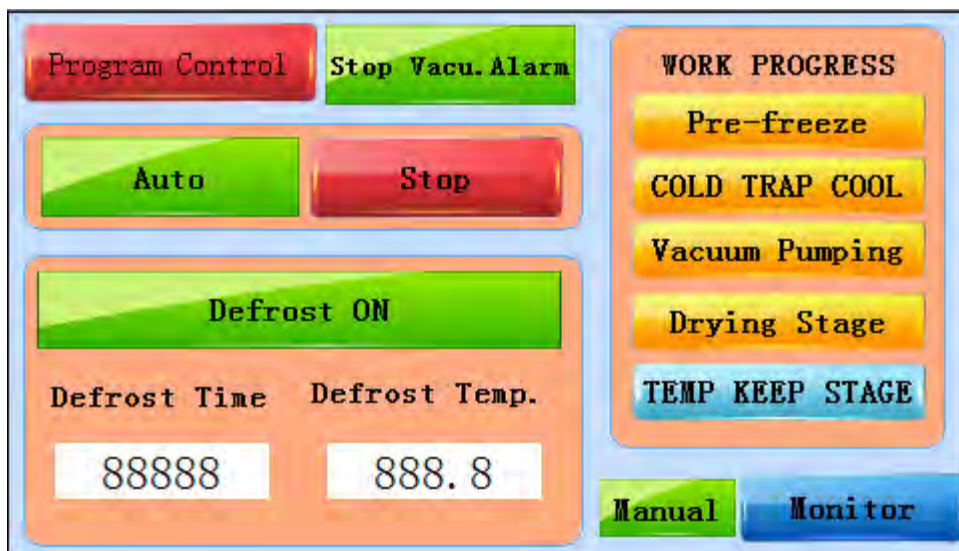 Program Control
Stop Vacu.Alarm
Auto
Stop
Defrost ON
Defrost Time
Defrost Temp.
88888
888.8
WORK PROGRESS
Pre-freeze
COLD TRAP COOL
Vacuum Pumping
Drying Stage
TEMP KEEP STAGE
Manual
Monitor